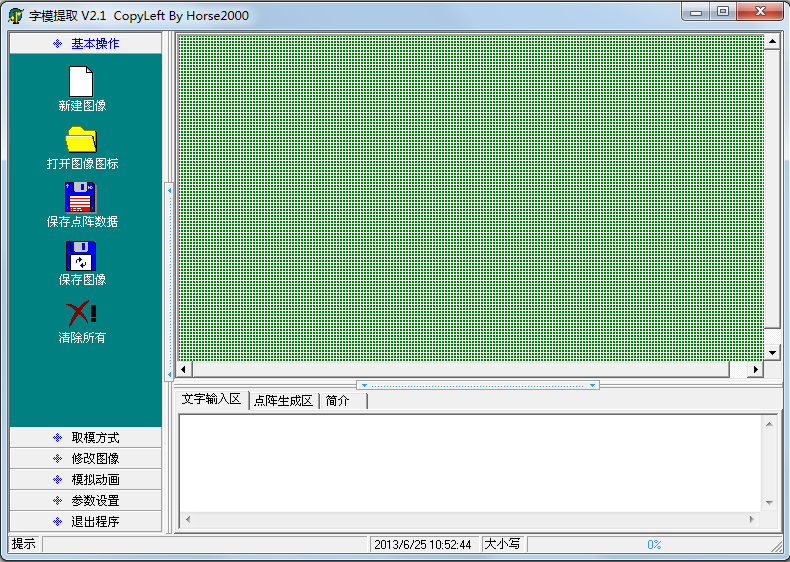 字模提取 V2.1 CopyLeft By Horse2000
基本操作
新建图像
打开图像图标
保存点阵数据
保存图像
清除所有
取模方式
修改图像
模拟动画
参数设置
退出程序
文字输入区
点阵生成区
简介
提示
2013/6/25 10:52:44
大小写
0%